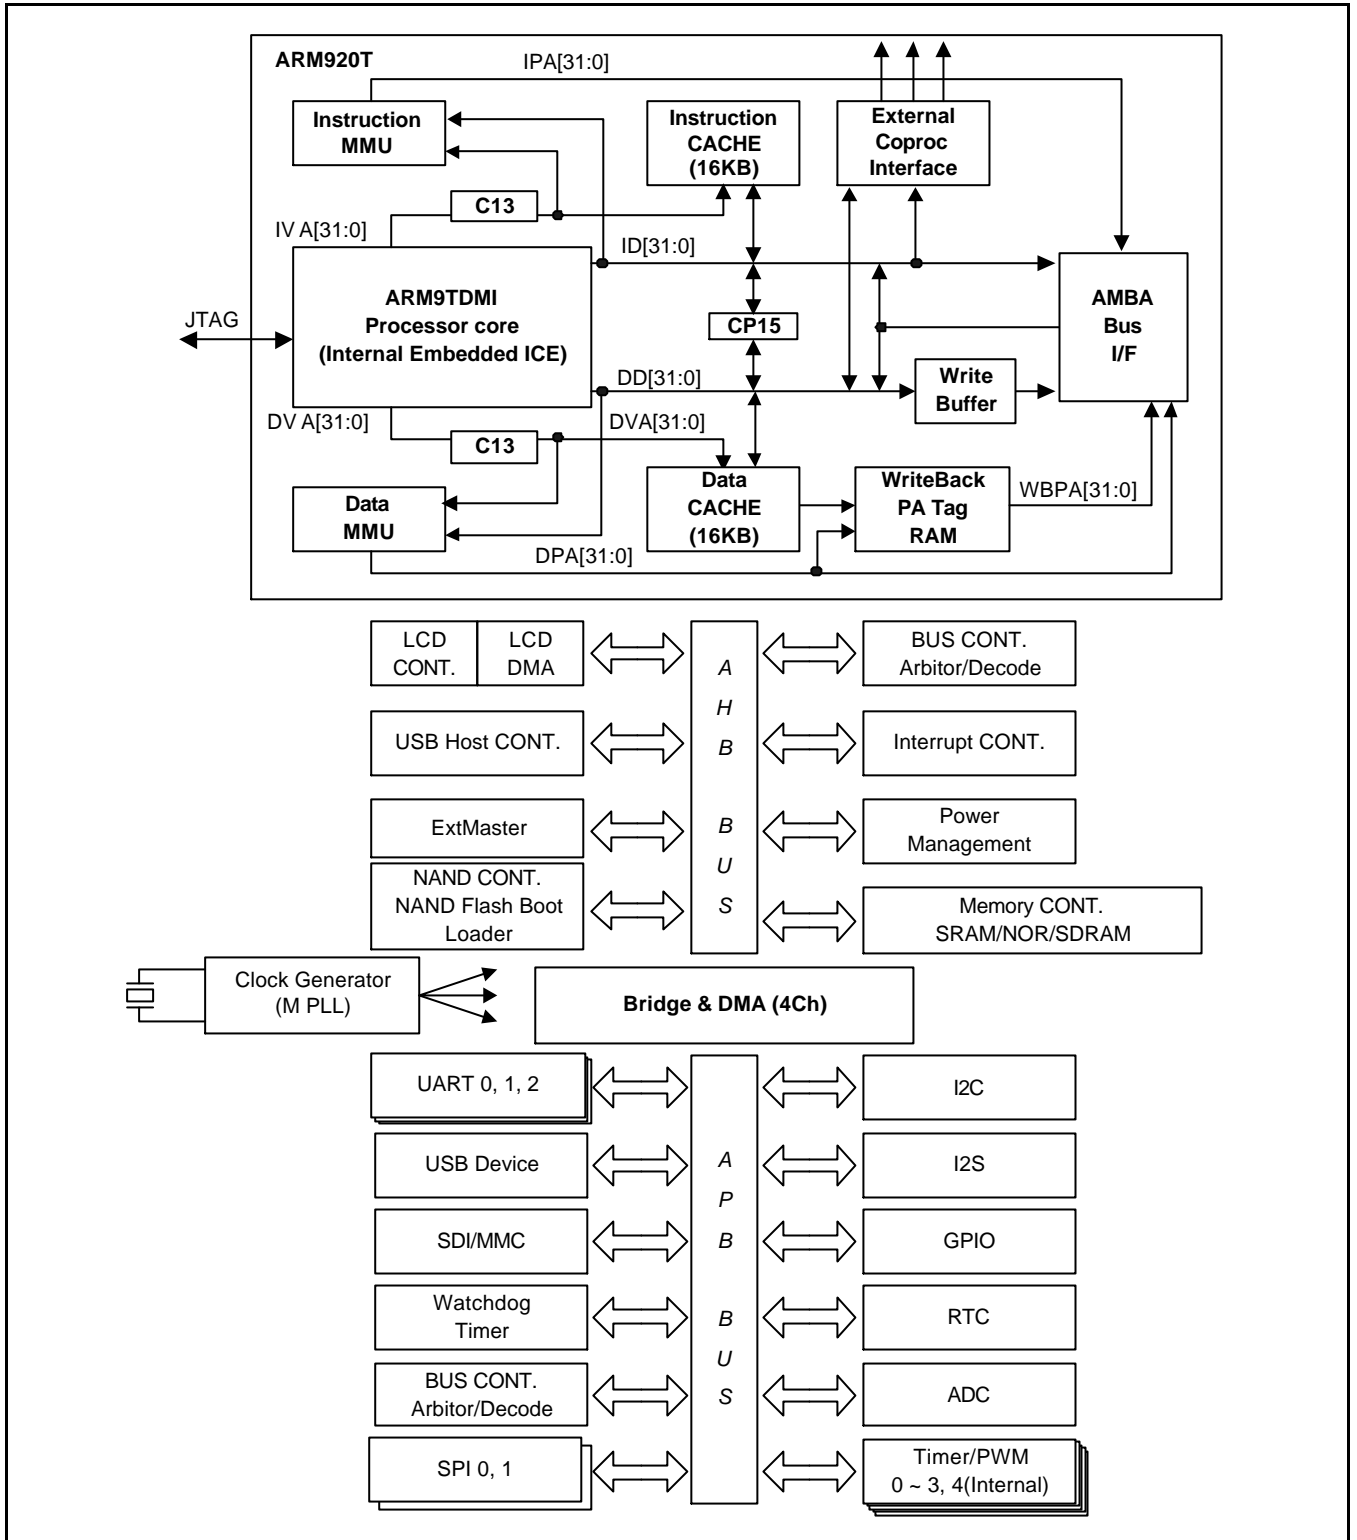 ARM920T
IPA[31:0]
Instruction
MMU
Instruction
CACHE
(16KB)
External
Coproc
Interface
C13
IV A[31:0]
ID[31:0]
ARM9TDMI
Processor core
(Internal Embedded ICE)
JTAG
CP15
AMBA
Bus
I/F
DD[31:0]
Write
Buffer
DV A[31:0]
DVA[31:0]
C13
Data
MMU
Data
CACHE
(16KB)
WriteBack
PA Tag
RAM
WBPA[31:0]
DPA[31:0]
LCD
CONT.
LCD
DMA
BUS CONT.
Arbitor/Decode
USB Host CONT.
Interrupt CONT.
ExtMaster
Power
Management
NAND CONT.
NAND Flash Boot
Loader
Memory CONT.
SRAM/NOR/SDRAM
A
H
B
B
U
S
Clock Generator
(M PLL)
Bridge & DMA (4Ch)
UART 0, 1, 2
I2C
USB Device
I2S
SDI/MMC
GPIO
Watchdog
Timer
RTC
BUS CONT.
Arbitor/Decode
ADC
SPI 0, 1
Timer/PWM
0 ~ 3, 4(Internal)
A
P
B
B
U
S